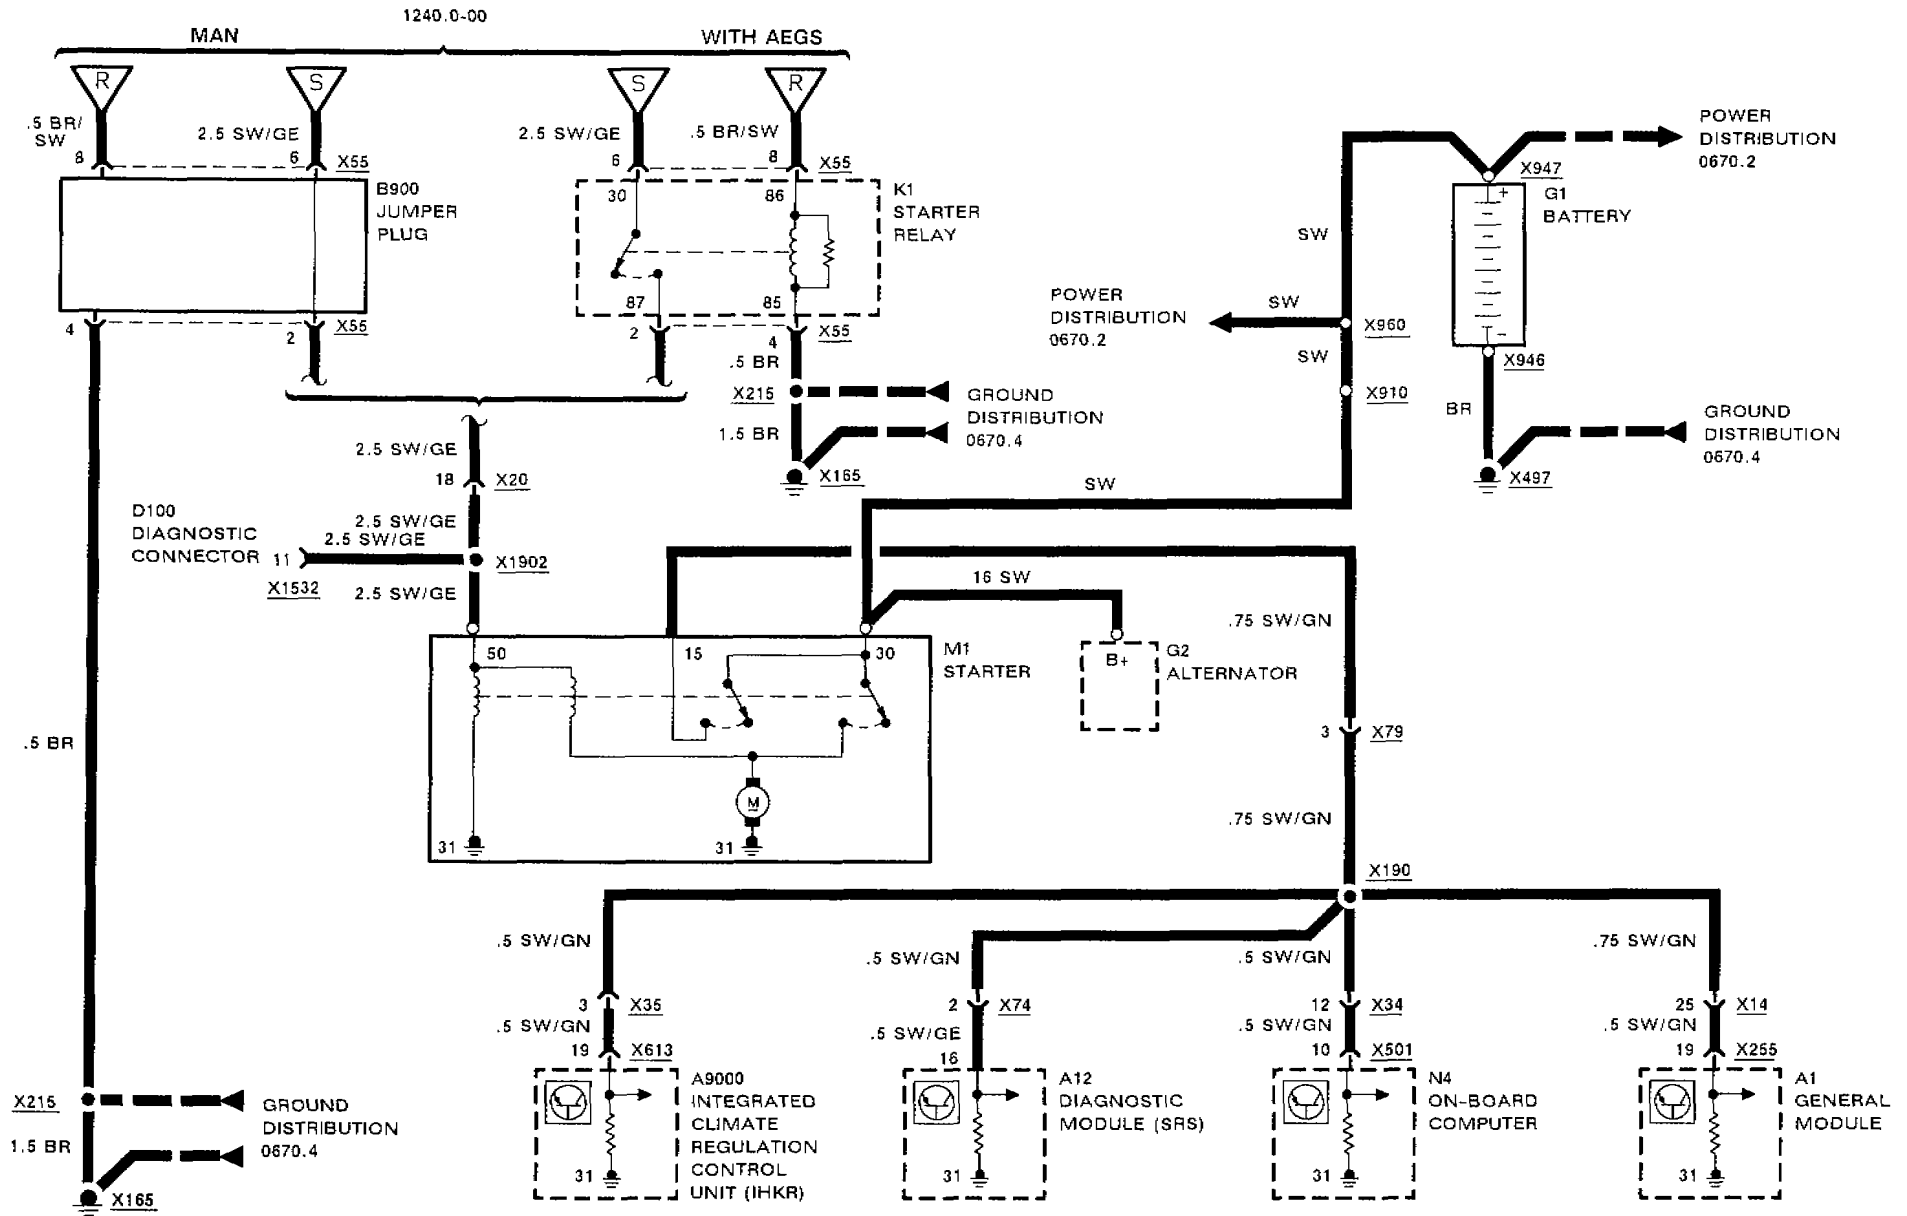 1240.0-00
MAN
WITH AEGS
R
S
S
R
.5 BR/
SW
2.5 SW/GE
2.5 SW/GE
.5 BR/SW
8
6
X55
6
8
X55
B900
JUMPER
PLUG
30
86
K1
STARTER
RELAY
87
85
4
2
X55
2
4
X55
.5 BR
X215
GROUND
DISTRIBUTION
0670.4
1.5 BR
X165
POWER
DISTRIBUTION
0670.2
X947
+
G1
BATTERY
-
SW
POWER
DISTRIBUTION
0670.2
SW
X960
SW
X910
X946
BR
GROUND
DISTRIBUTION
0670.4
X497
2.5 SW/GE
18
X20
SW
D100
DIAGNOSTIC
CONNECTOR
2.5 SW/GE
2.5 SW/GE
11
X1902
X1532
2.5 SW/GE
16 SW
.75 SW/GN
50
15
30
M1
STARTER
B+
G2
ALTERNATOR
.5 BR
3
X79
M
31
31
.75 SW/GN
X190
.5 SW/GN
.5 SW/GN
.5 SW/GN
.75 SW/GN
3
X35
2
X74
12
X34
25
X14
.5 SW/GN
.5 SW/GE
.5 SW/GN
.5 SW/GN
19
X613
16
10
X501
19
X255
A9000
INTEGRATED
CLIMATE
REGULATION
CONTROL
UNIT (IHKR)
31
A12
DIAGNOSTIC
MODULE (SRS)
31
N4
ON-BOARD
COMPUTER
31
A1
GENERAL
MODULE
31
X215
GROUND
DISTRIBUTION
0670.4
1.5 BR
X165